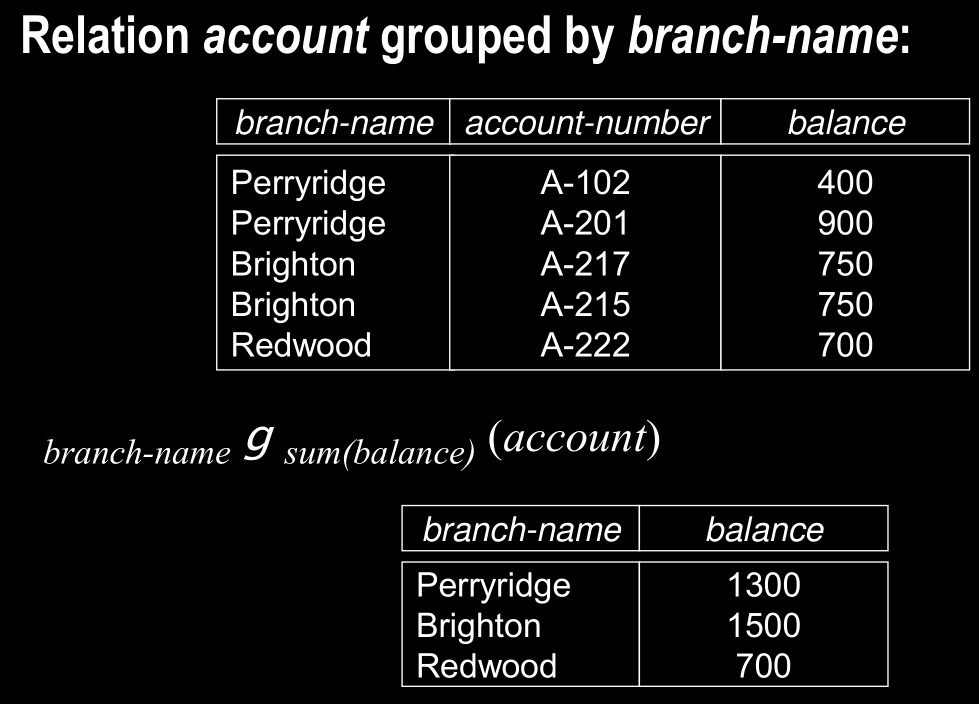 Relation account grouped by branch-name:
branch-name account-number balance
Perryridge A-102 400
Perryridge A-201 900
Brighton A-217 750
Brighton A-215 750
Redwood A-222 700
branch-name g sum(balance) (account)
branch-name balance
Perryridge 1300
Brighton 1500
Redwood 700